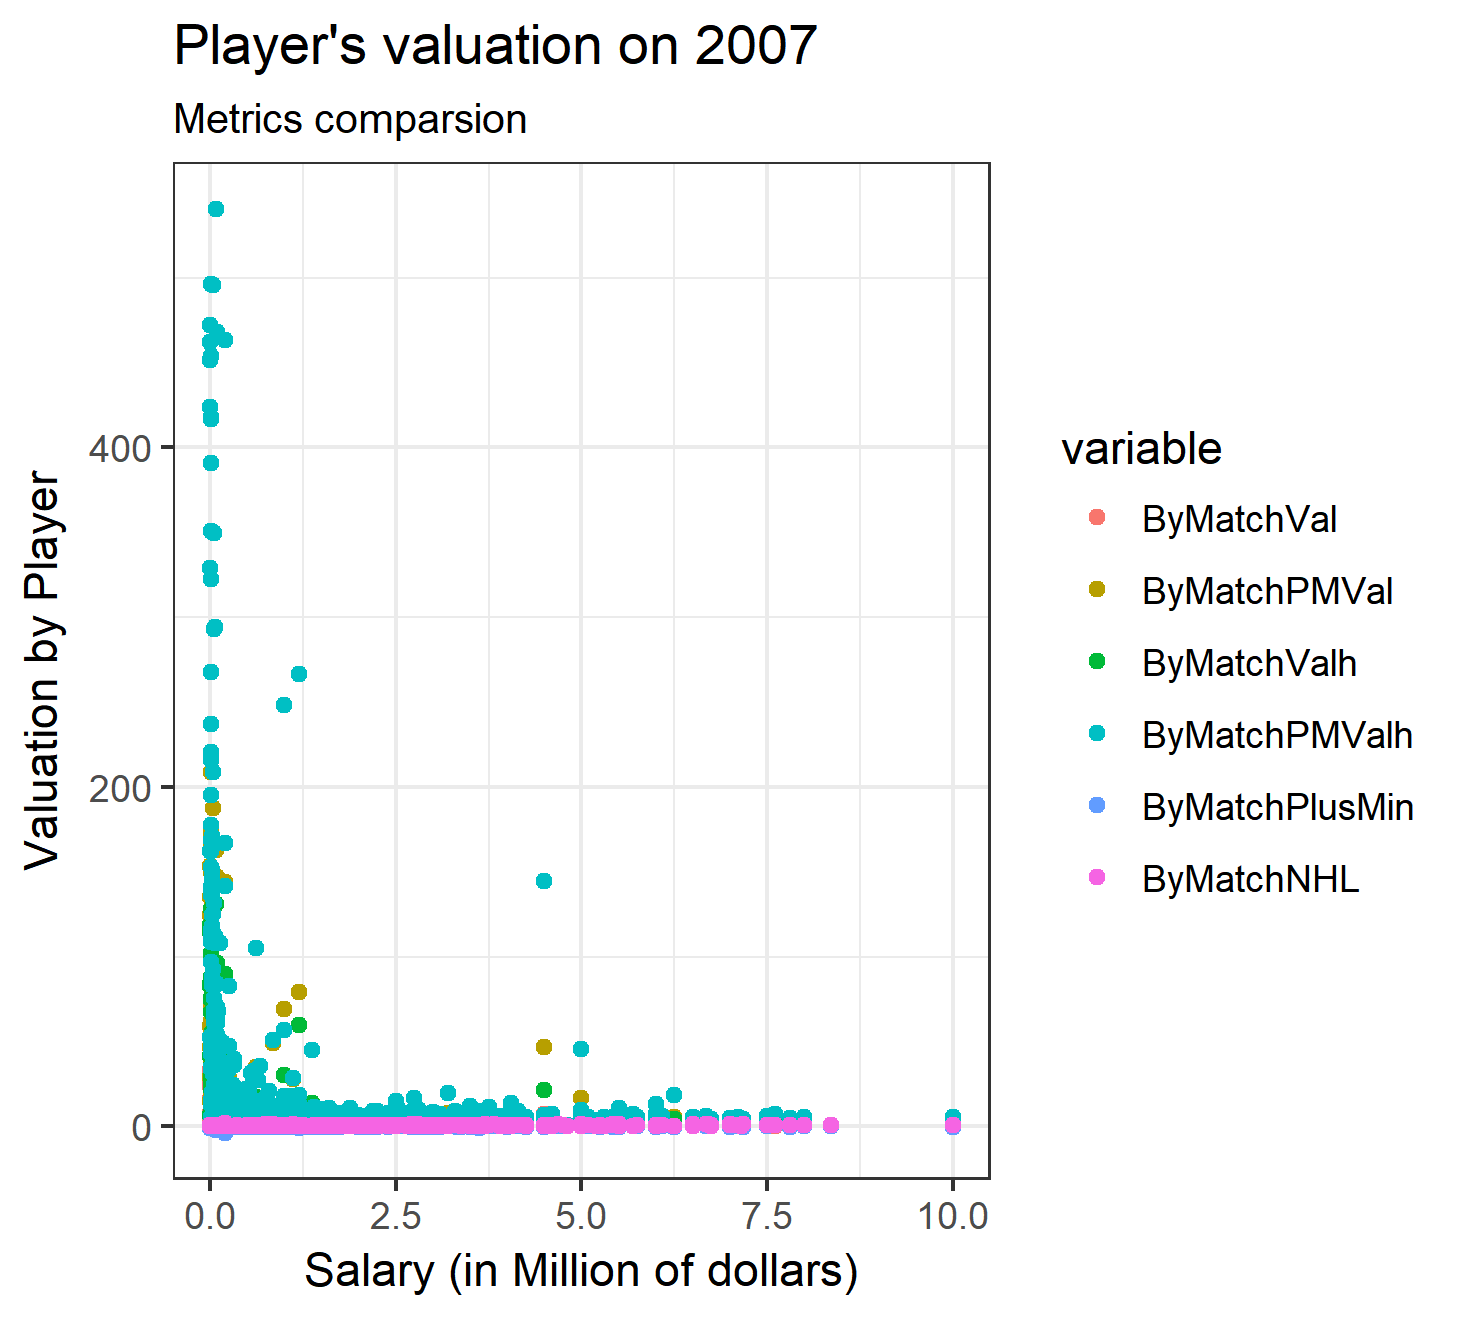 Player's valuation on 2007
Metrics comparsion
Valuation by Player
400
200
0
0.0 2.5 5.0 7.5 10.0
Salary (in Million of dollars)
variable
ByMatchVal
ByMatchPMVal
ByMatchValh
ByMatchPMValh
ByMatchPlusMin
ByMatchNHL